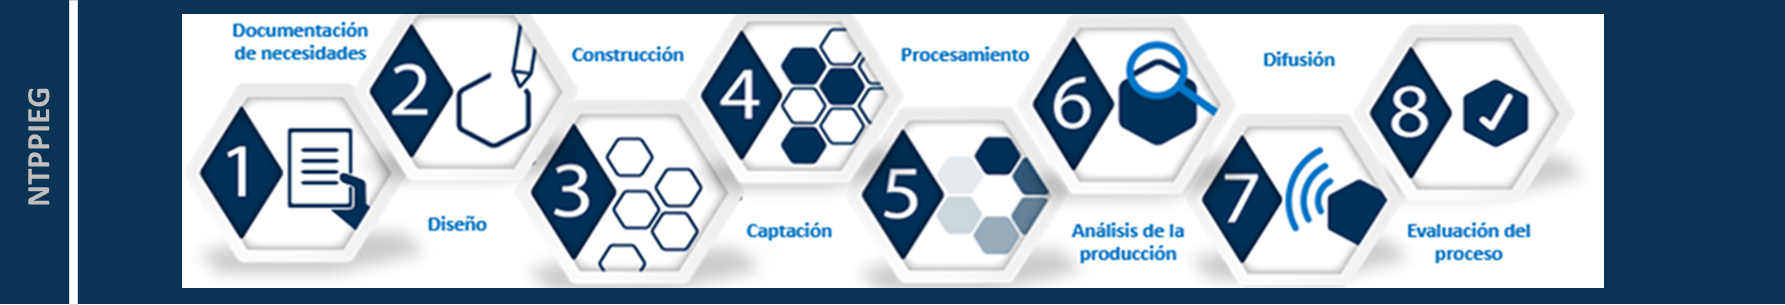 NTPPIEG
Documentación
de necesidades
1
2
Diseño
Construcción
3
4
Captación
Procesamiento
5
6
Análisis de la
producción
Difusión
7
8
Evaluación del
proceso